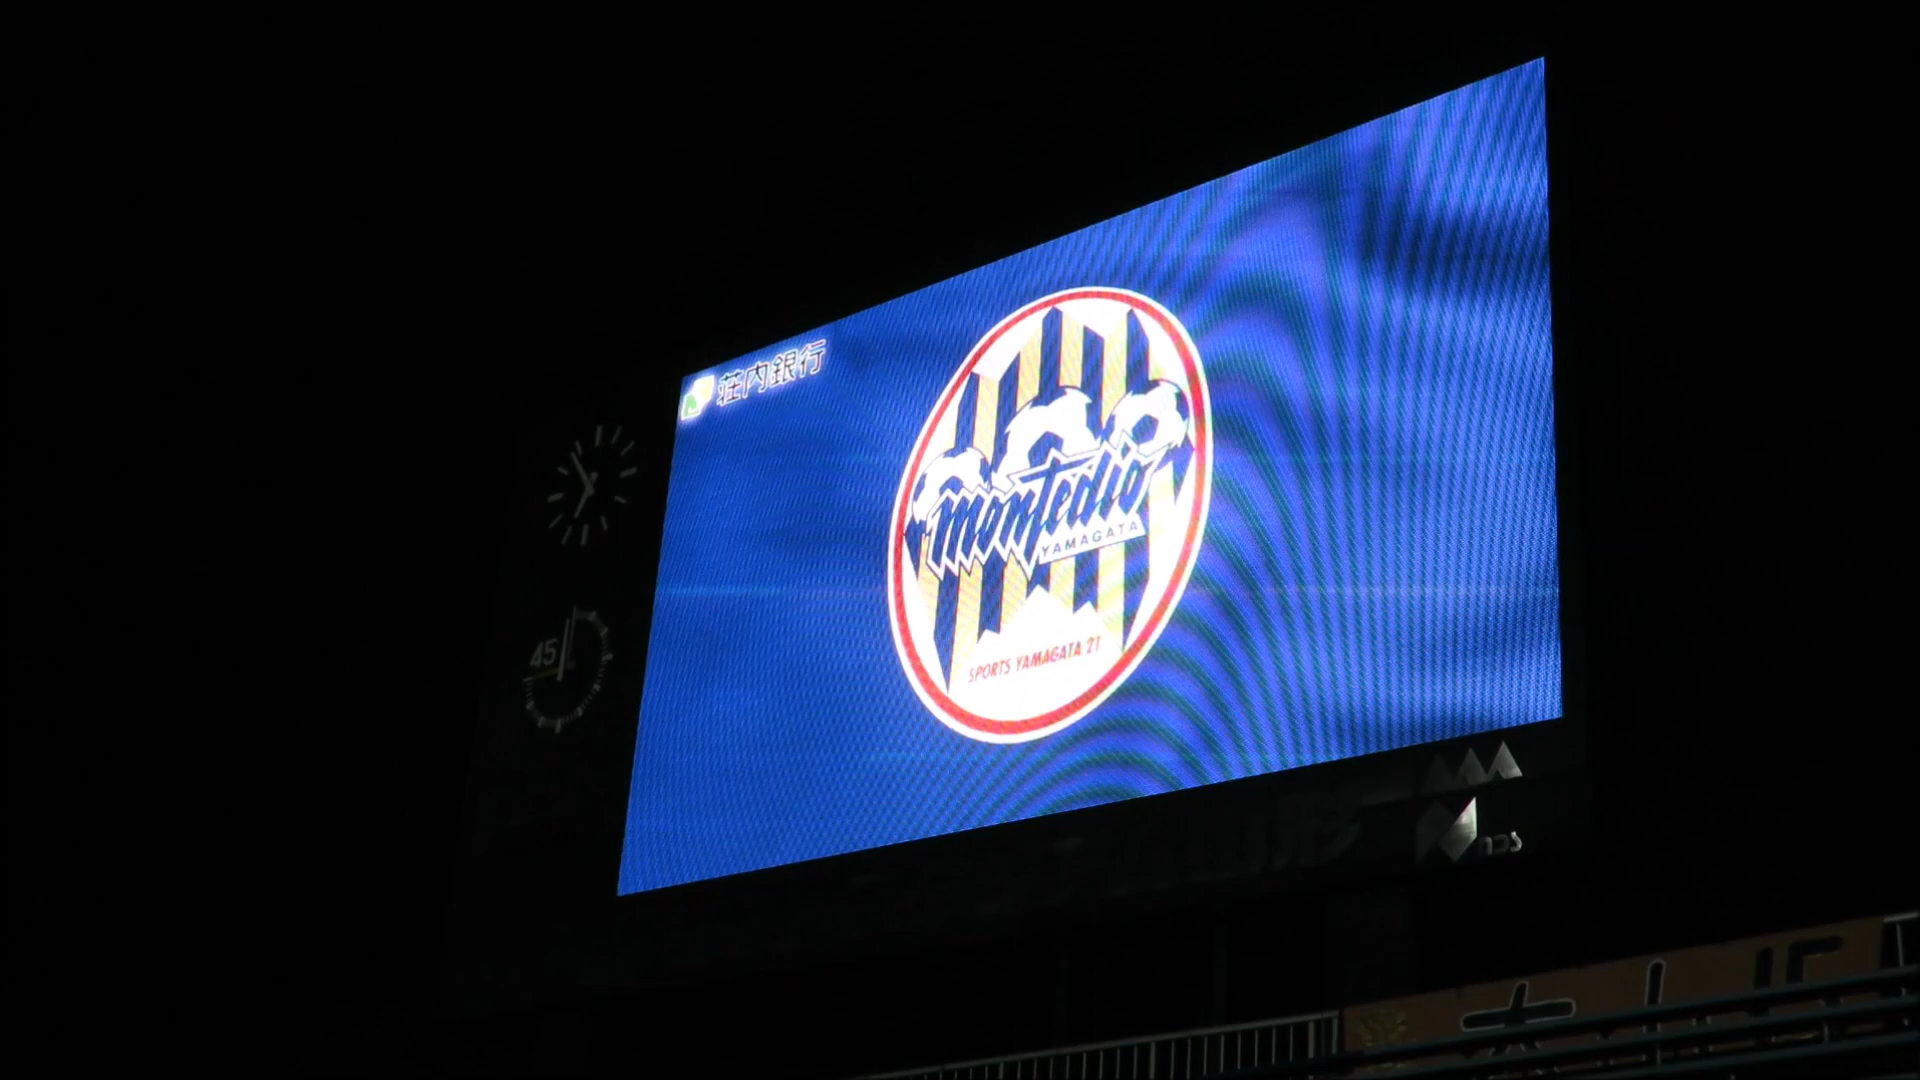 荘内銀行
montedio
YAMAGATA
SPORTS YAMAGATA 21
45